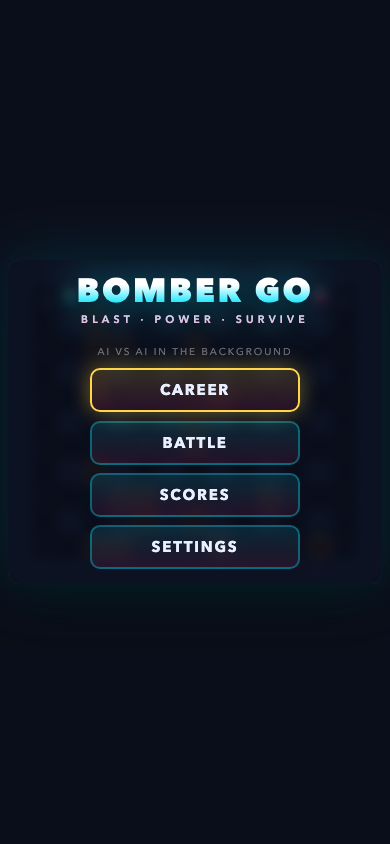 BOMBER GO
BLAST · POWER · SURVIVE
AI VS AI IN THE BACKGROUND
CAREER
BATTLE
SCORES
SETTINGS